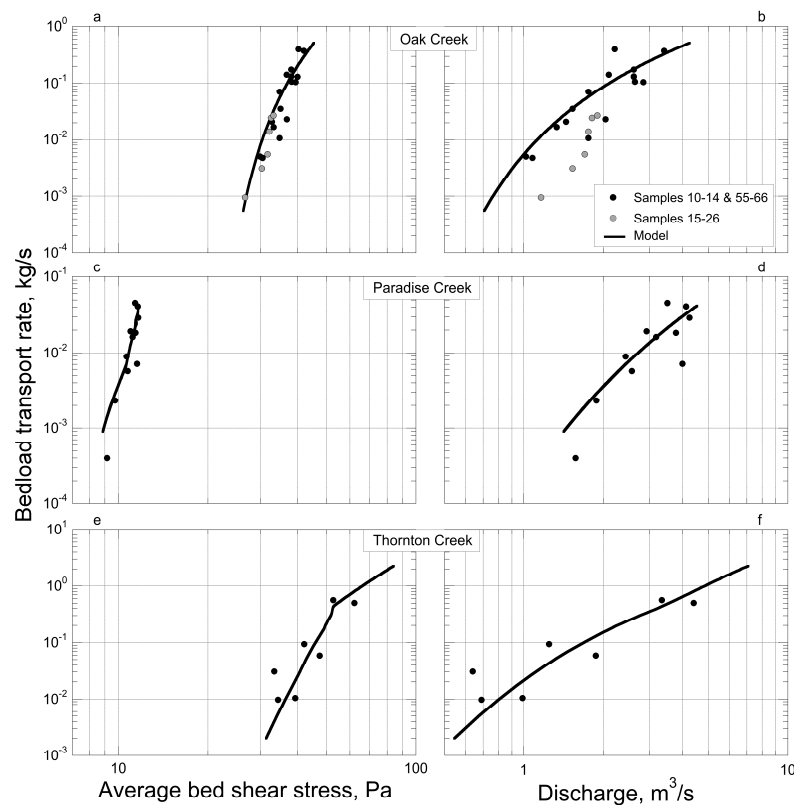 a
b
Oak Creek
10^0
10^-1
10^-2
10^-3
10^-4
Samples 10-14 & 55-66
Samples 15-26
Model
c
d
Paradise Creek
10^-1
10^-2
10^-3
10^-4
Bedload transport rate, kg/s
e
f
Thornton Creek
10^1
10^0
10^-1
10^-2
10^-3
10
100
1
10
Average bed shear stress, Pa
Discharge, m^3/s